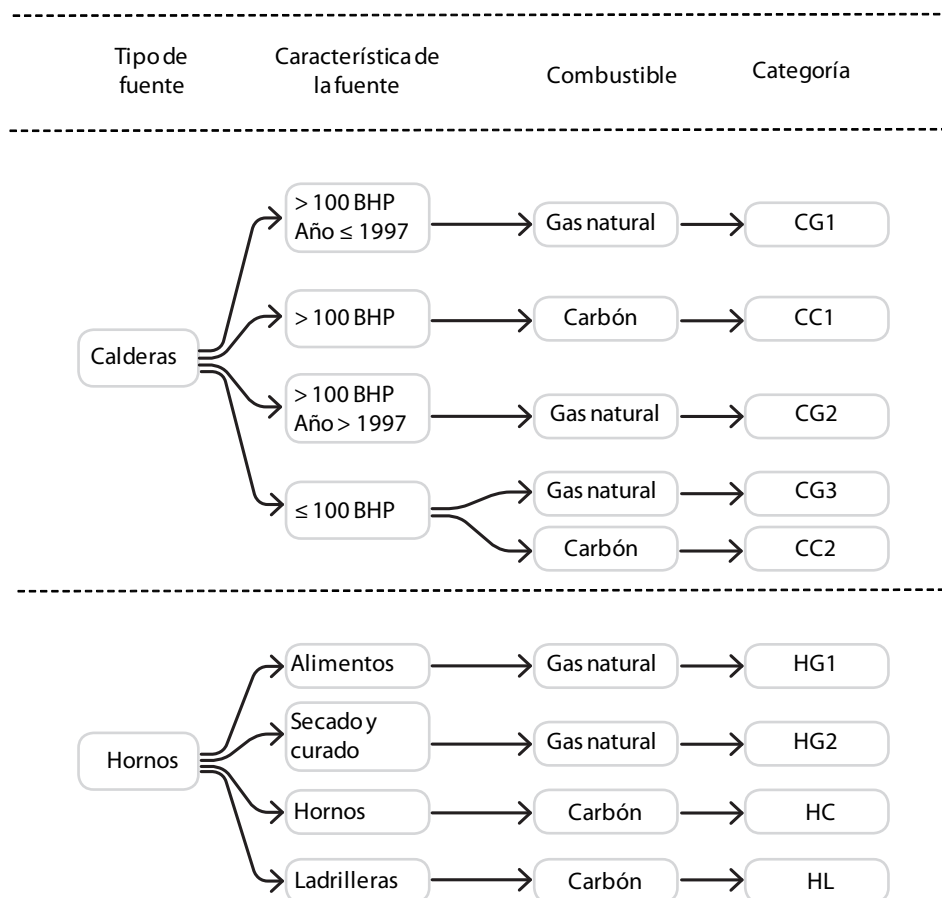 Tipo de
fuente
Característica de
la fuente
Combustible
Categoría
> 100 BHP
Año ≤ 1997
Gas natural
CG1
> 100 BHP
Carbón
CC1
Calderas
> 100 BHP
Año > 1997
Gas natural
CG2
≤ 100 BHP
Gas natural
CG3
Carbón
CC2
Alimentos
Gas natural
HG1
Secado y
curado
Gas natural
HG2
Hornos
Hornos
Carbón
HC
Ladrilleras
Carbón
HL